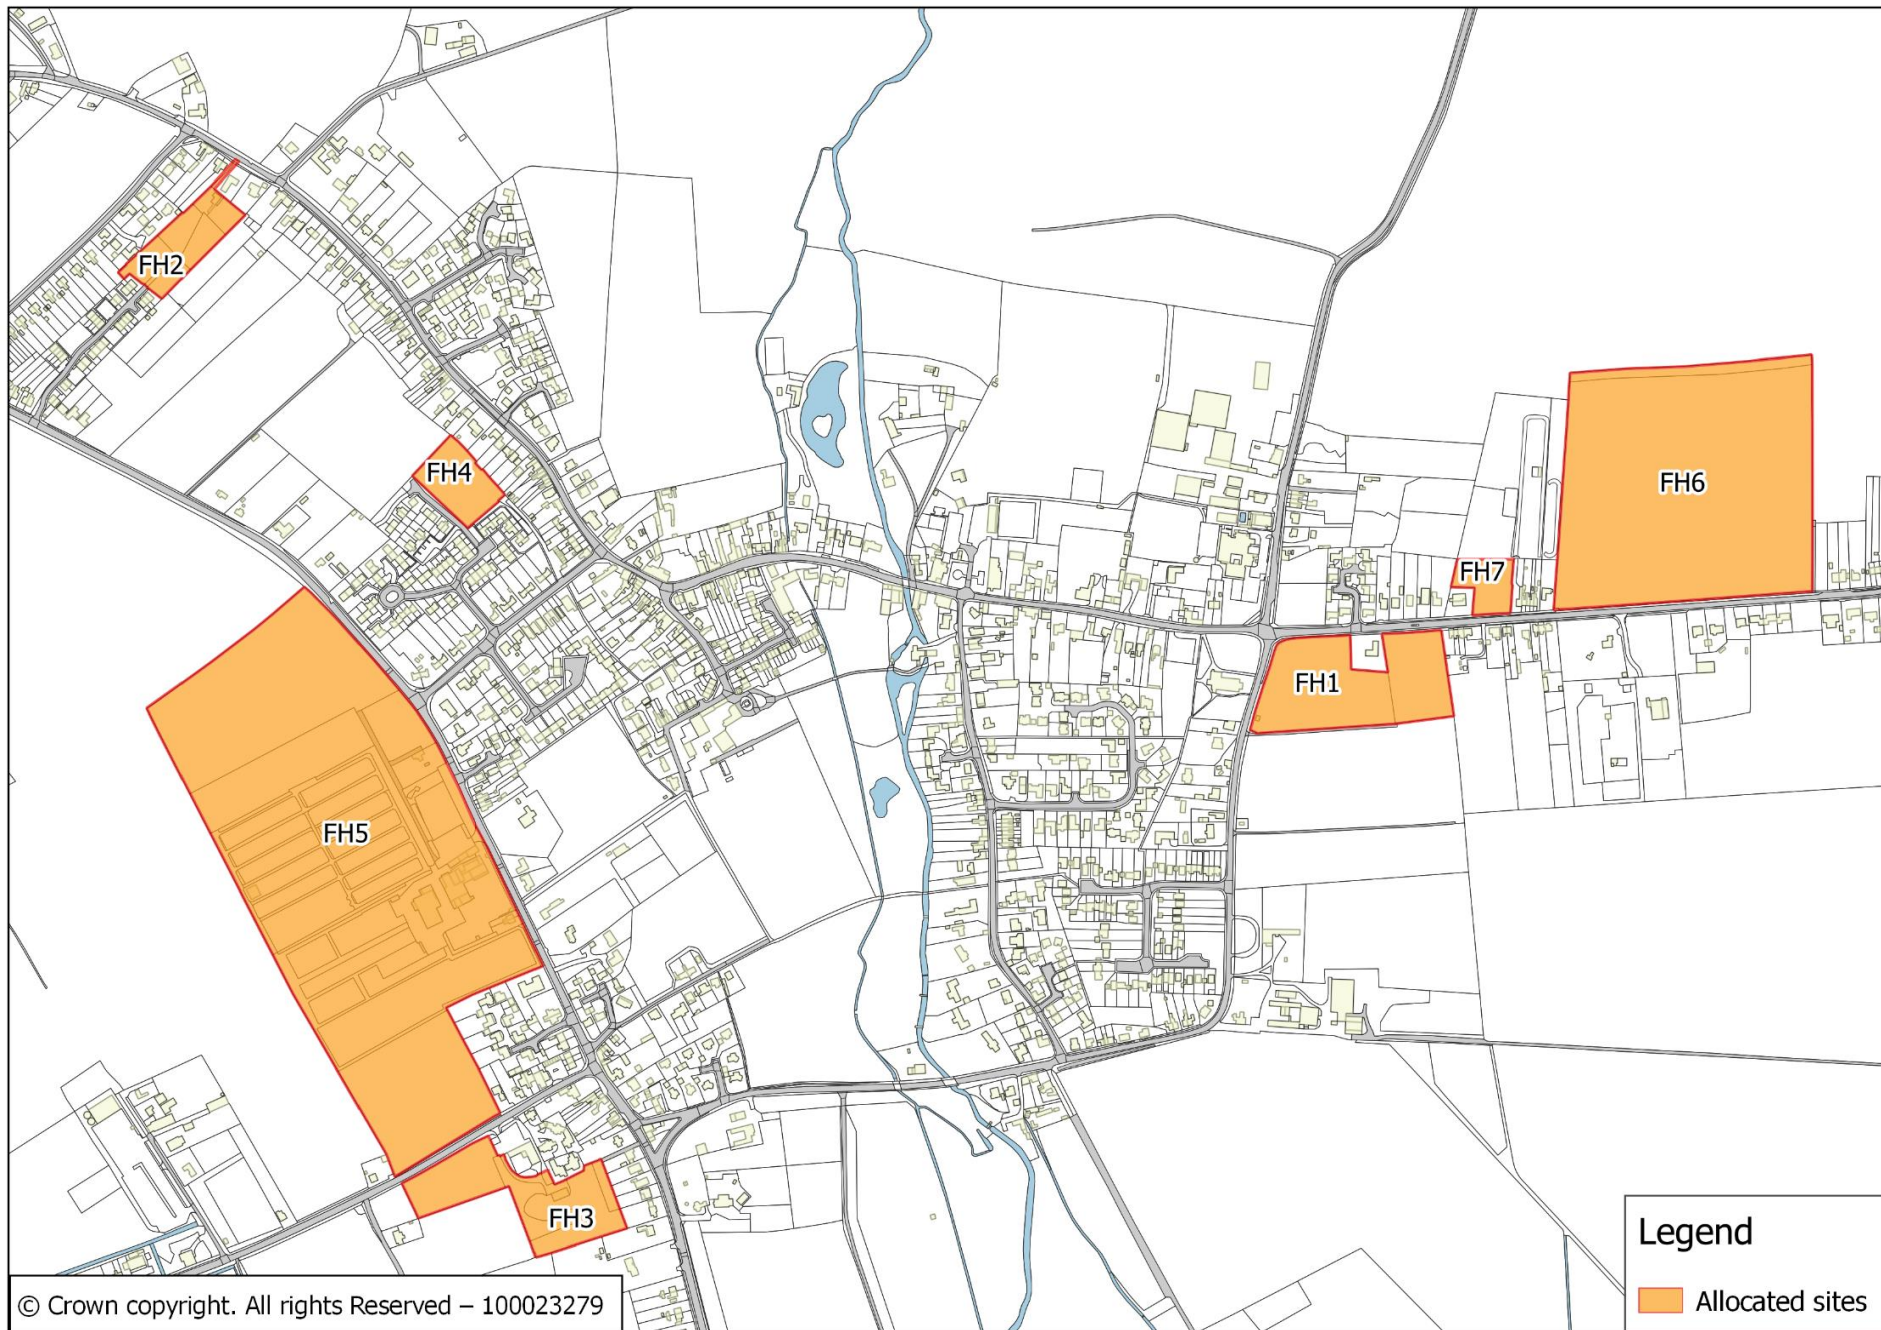 FH2
FH4
FH6
FH7
FH1
FH5
FH3
Legend
Allocated sites
© Crown copyright. All rights Reserved – 100023279